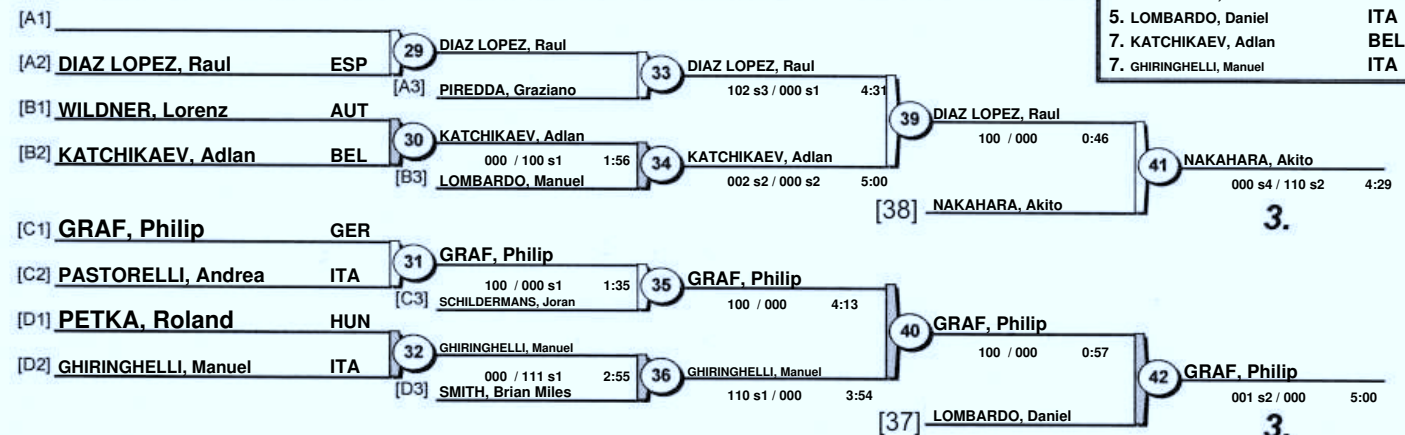 5. LOMBARDO, Daniel ITA
7. KATCHIKAEV, Adlan BEL
7. GHIRINGHELLI, Manuel ITA
[A1]
[A2] DIAZ LOPEZ, Raul ESP
29 DIAZ LOPEZ, Raul
[A3] PIREDDA, Graziano
33 DIAZ LOPEZ, Raul
102 s3 / 000 s1 4:31
[B1] WILDNER, Lorenz AUT
[B2] KATCHIKAEV, Adlan BEL
30 KATCHIKAEV, Adlan
000 / 100 s1 1:56
[B3] LOMBARDO, Manuel
34 KATCHIKAEV, Adlan
002 s2 / 000 s2 5:00
39 DIAZ LOPEZ, Raul
100 / 000 0:46
[38] NAKAHARA, Akito
41 NAKAHARA, Akito
000 s4 / 110 s2 4:29
3.
[C1] GRAF, Philip GER
[C2] PASTORELLI, Andrea ITA
31 GRAF, Philip
100 / 000 s1 1:35
[C3] SCHILDERMANS, Joran
35 GRAF, Philip
100 / 000 4:13
[D1] PETKA, Roland HUN
[D2] GHIRINGHELLI, Manuel ITA
32 GHIRINGHELLI, Manuel
000 / 111 s1 2:55
[D3] SMITH, Brian Miles
36 GHIRINGHELLI, Manuel
110 s1 / 000 3:54
40 GRAF, Philip
100 / 000 0:57
[37] LOMBARDO, Daniel
42 GRAF, Philip
001 s2 / 000 5:00
3.